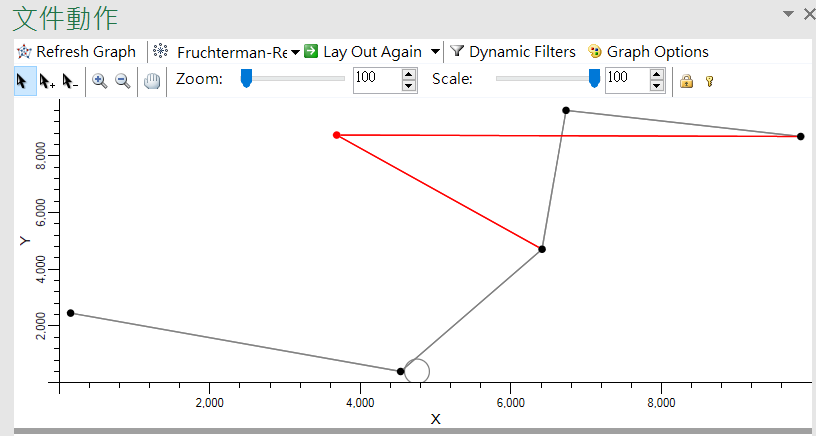 文件動作
Refresh Graph Fruchterman-Re Lay Out Again Dynamic Filters Graph Options
Zoom: 100 Scale: 100
8,000
6,000
Y
4,000
2,000
2,000 4,000 6,000 8,000
X